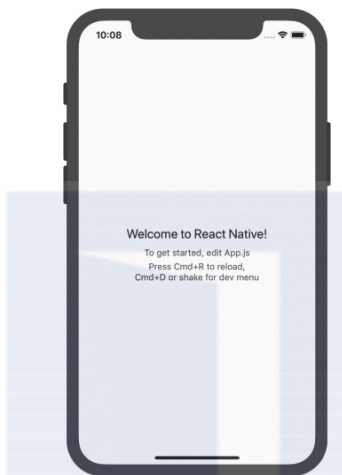 10:08
Welcome to React Native!
To get started, edit App.js
Press Cmd+R to reload,
Cmd+D or shake for dev menu